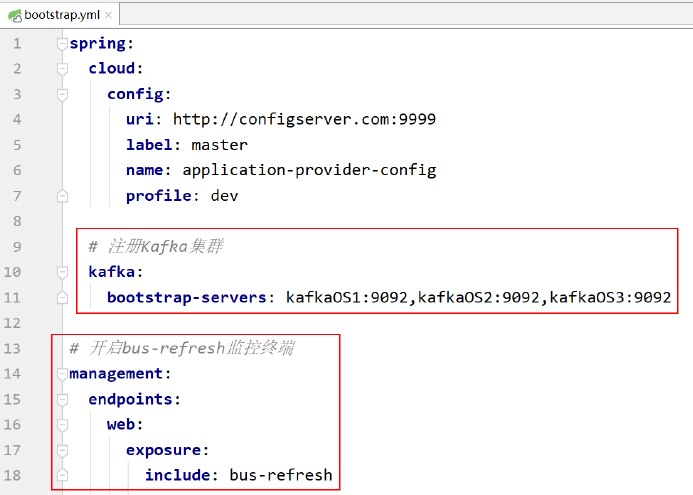 bootstrap.yml
1 spring:
2   cloud:
3     config:
4       uri: http://configserver.com:9999
5       label: master
6       name: application-provider-config
7       profile: dev
8
9   # 注册Kafka集群
10   kafka:
11     bootstrap-servers: kafkaOS1:9092,kafkaOS2:9092,kafkaOS3:9092
12
13 # 开启bus-refresh监控终端
14 management:
15   endpoints:
16     web:
17       exposure:
18         include: bus-refresh